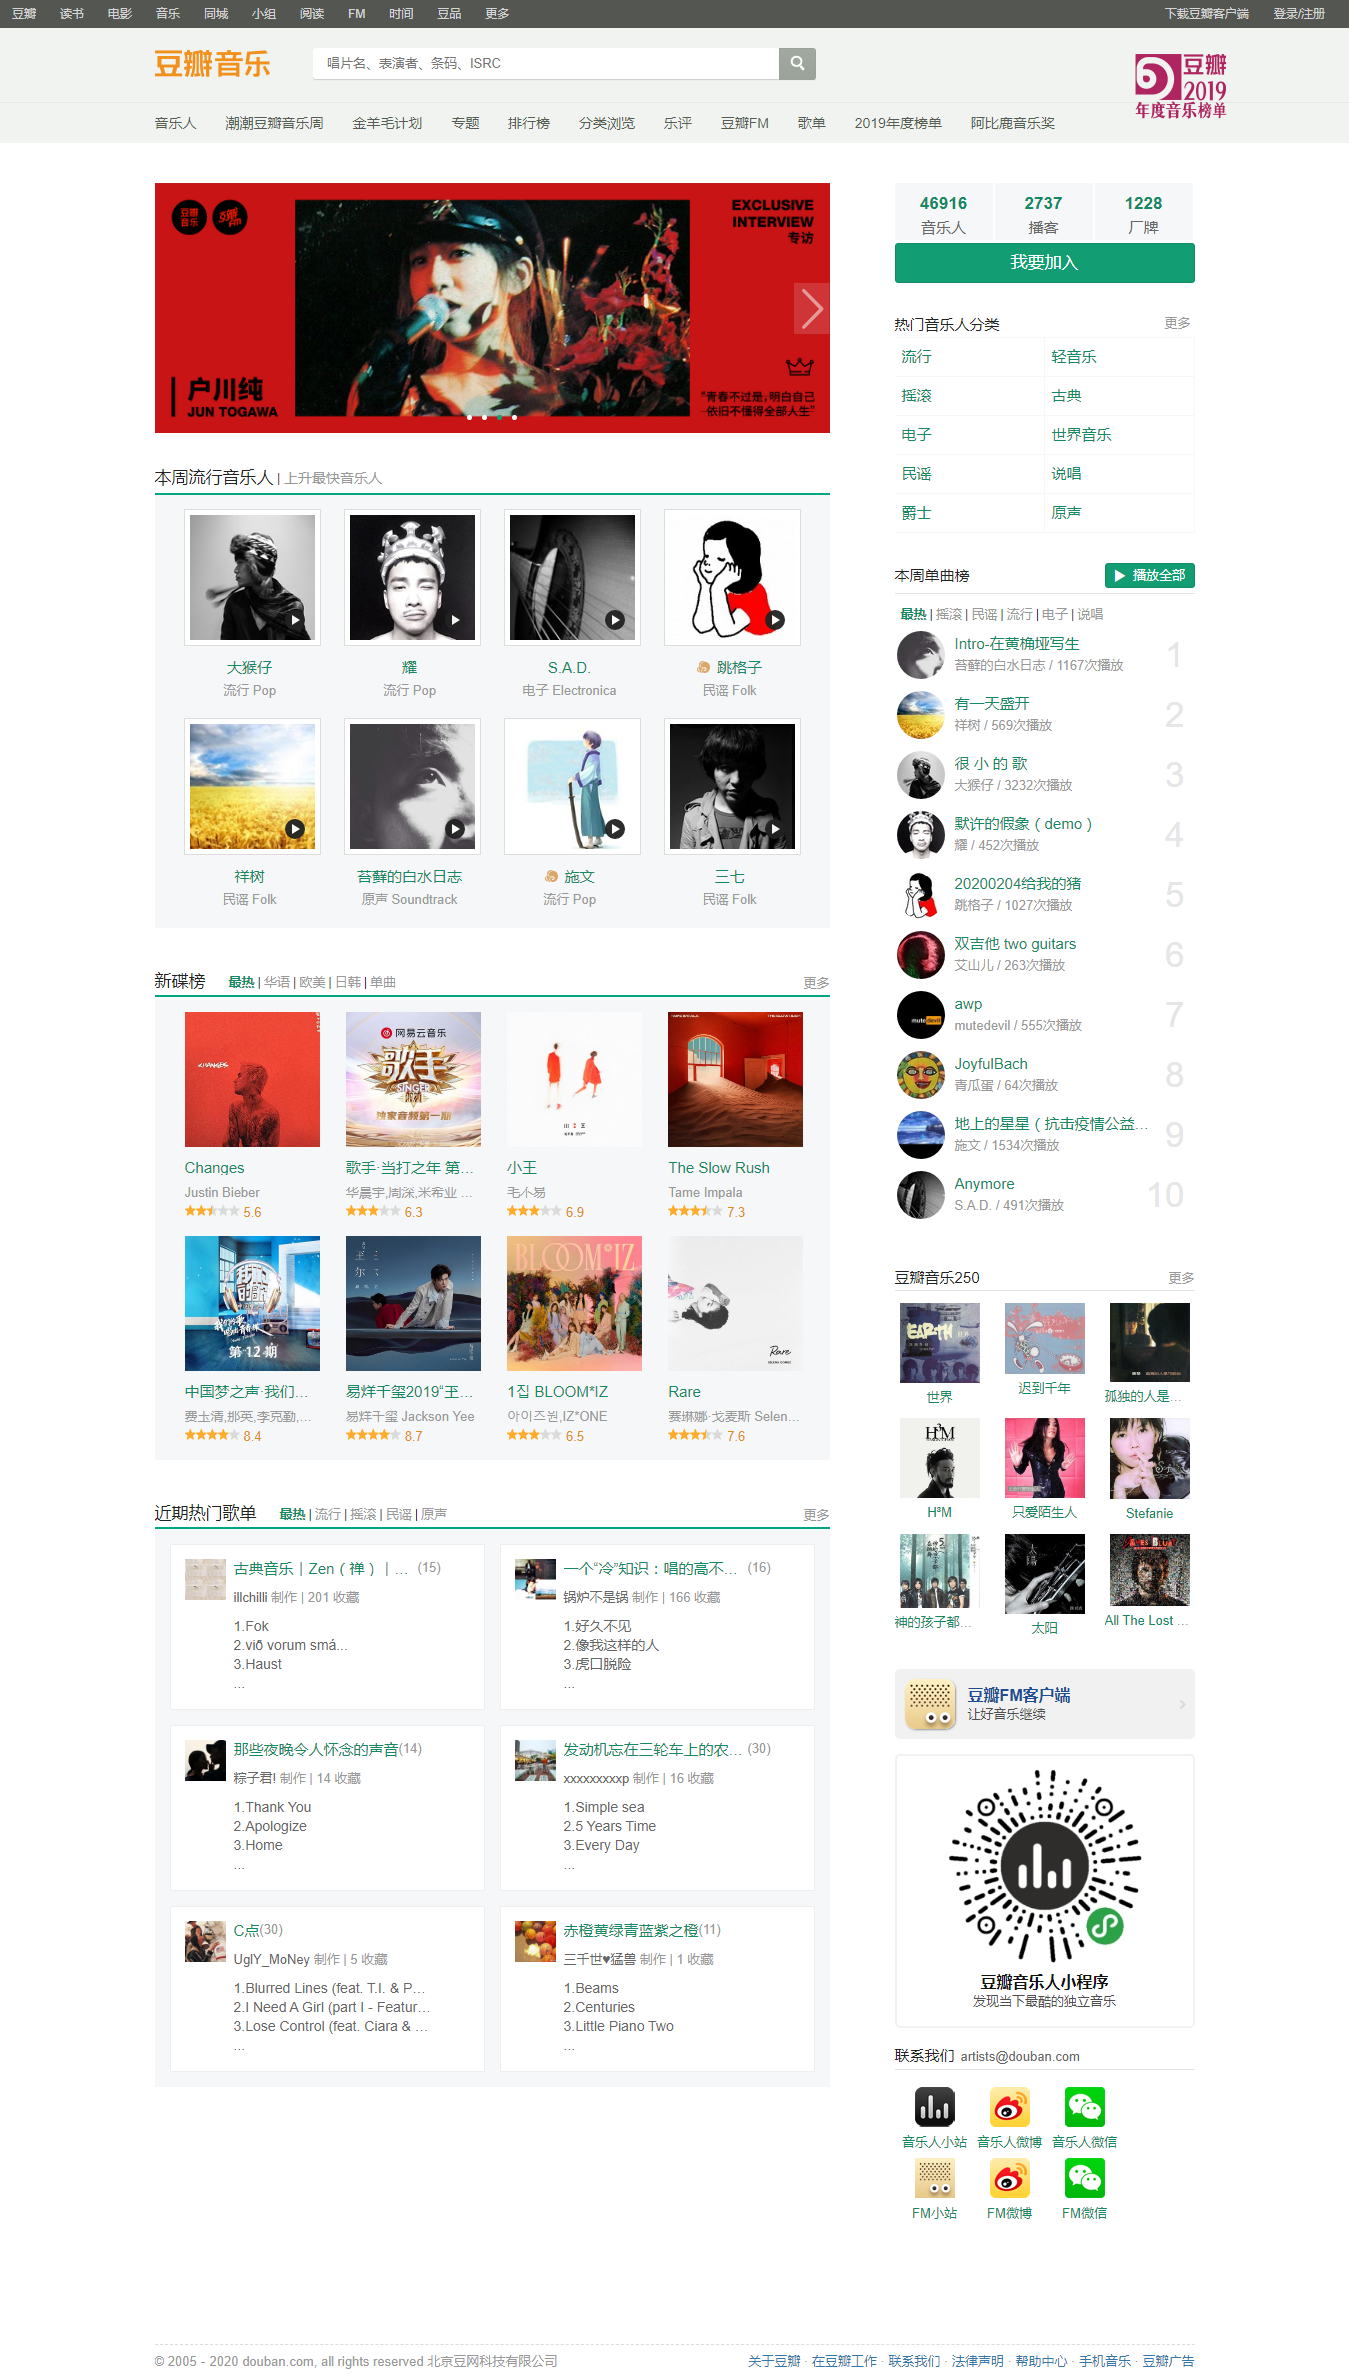 豆瓣 读书 电影 音乐 同城 小组 阅读 FM 时间 豆品 更多 下载豆瓣客户端 登录/注册
豆瓣音乐
唱片名、表演者、条码、ISRC
豆瓣
2019
年度音乐榜单
音乐人 潮潮豆瓣音乐周 金羊毛计划 专题 排行榜 分类浏览 乐评 豆瓣FM 歌单 2019年度榜单 阿比鹿音乐奖
豆瓣音乐 豆瓣FM
EXCLUSIVE
INTERVIEW
专访
户川纯
JUN TOGAWA
“青春不过是,明白自己
依旧不懂得全部人生”
46916 2737 1228
音乐人 播客 厂牌
我要加入
热门音乐人分类 更多
流行 轻音乐
摇滚 古典
电子 世界音乐
民谣 说唱
爵士 原声
本周流行音乐人 | 上升最快音乐人
大猴仔 耀 S.A.D. 跳格子
流行 Pop 流行 Pop 电子 Electronica 民谣 Folk
祥树 苔藓的白水日志 施文 三七
民谣 Folk 原声 Soundtrack 流行 Pop 民谣 Folk
本周单曲榜 播放全部
最热 | 摇滚 | 民谣 | 流行 | 电子 | 说唱
Intro-在黄桷垭写生 1
苔藓的白水日志 / 1167次播放
有一天盛开 2
祥树 / 569次播放
很 小 的 歌 3
大猴仔 / 3232次播放
默许的假象（demo） 4
耀 / 452次播放
20200204给我的猪 5
跳格子 / 1027次播放
双吉他 two guitars 6
艾山儿 / 263次播放
awp 7
mutedevil / 555次播放
JoyfulBach 8
青瓜蛋 / 64次播放
地上的星星（抗击疫情公益... 9
施文 / 1534次播放
Anymore 10
S.A.D. / 491次播放
新碟榜 最热 | 华语 | 欧美 | 日韩 | 单曲 更多
CHANGES
网易云音乐
歌手
SINGER
独家音频第一期
小王
Changes 歌手·当打之年 第... 小王 The Slow Rush
Justin Bieber 华晨宇,周深,米希亚 ... 毛不易 Tame Impala
5.6 6.3 6.9 7.3
第12期
BLOOM*IZ
Rare
中国梦之声·我们... 易烊千玺2019“玊... 1집 BLOOM*IZ Rare
费玉清,那英,李克勤,... 易烊千玺 Jackson Yee 아이즈원,IZ*ONE 赛琳娜·戈麦斯 Selen...
8.4 8.7 6.5 7.6
豆瓣音乐250 更多
EARTH
世界 迟到千年 孤独的人是...
H³M
H³M 只爱陌生人 Stefanie
神的孩子都... 太阳 All The Lost ...
近期热门歌单 最热 | 流行 | 摇滚 | 民谣 | 原声 更多
古典音乐｜Zen（禅）｜... (15)
illchilli 制作 | 201 收藏
1.Fok
2.við vorum smá...
3.Haust
...
一个“冷”知识：唱的高不... (16)
锅炉不是锅 制作 | 166 收藏
1.好久不见
2.像我这样的人
3.虎口脱险
...
那些夜晚令人怀念的声音(14)
粽子君! 制作 | 14 收藏
1.Thank You
2.Apologize
3.Home
...
发动机忘在三轮车上的农... (30)
xxxxxxxxxp 制作 | 16 收藏
1.Simple sea
2.5 Years Time
3.Every Day
...
C点(30)
UglY_MoNey 制作 | 5 收藏
1.Blurred Lines (feat. T.I. & P...
2.I Need A Girl (part I - Featur...
3.Lose Control (feat. Ciara & ...
...
赤橙黄绿青蓝紫之橙(11)
三千世♥猛兽 制作 | 1 收藏
1.Beams
2.Centuries
3.Little Piano Two
...
豆瓣FM客户端
让好音乐继续
豆瓣音乐人小程序
发现当下最酷的独立音乐
联系我们 artists@douban.com
音乐人小站 音乐人微博 音乐人微信
FM小站 FM微博 FM微信
© 2005－2020 douban.com, all rights reserved 北京豆网科技有限公司
关于豆瓣 · 在豆瓣工作 · 联系我们 · 法律声明 · 帮助中心 · 手机音乐 · 豆瓣广告